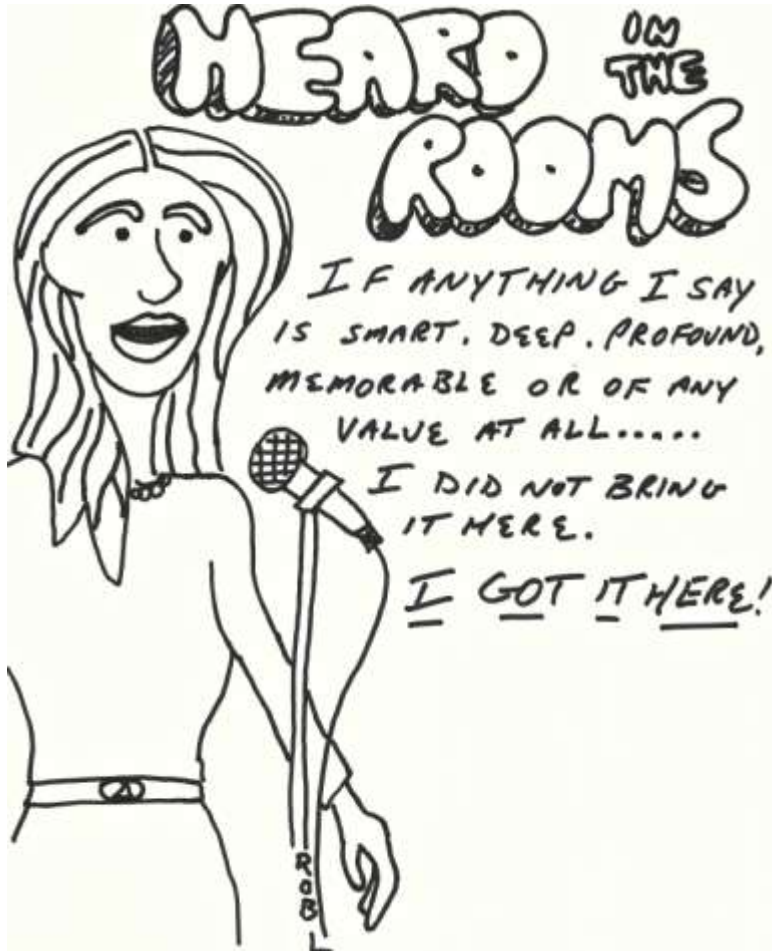 HEARD IN
THE
ROOMS
IF ANYTHING I SAY
IS SMART. DEEP. PROFOUND,
MEMORABLE OR OF ANY
VALUE AT ALL.....
I DID NOT BRING
IT HERE.
I GOT IT HERE!
ROB L